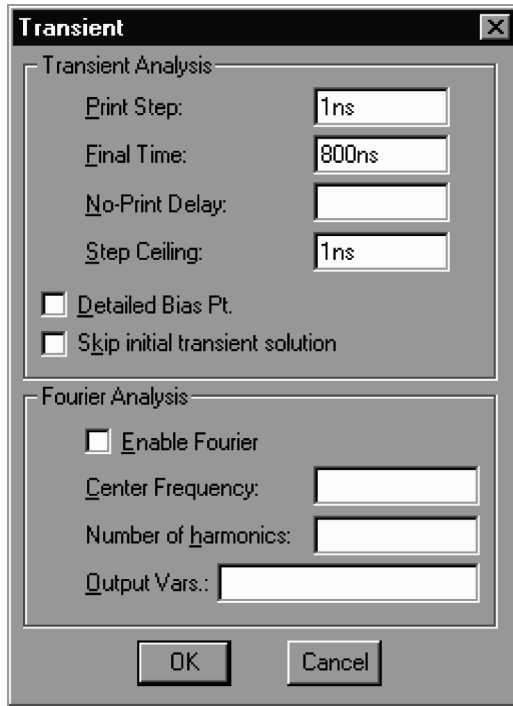 Transient
Transient Analysis
Print Step: 1ns
Final Time: 800ns
No-Print Delay:
Step Ceiling: 1ns
Detailed Bias Pt.
Skip initial transient solution
Fourier Analysis
Enable Fourier
Center Frequency:
Number of harmonics:
Output Vars.:
OK Cancel